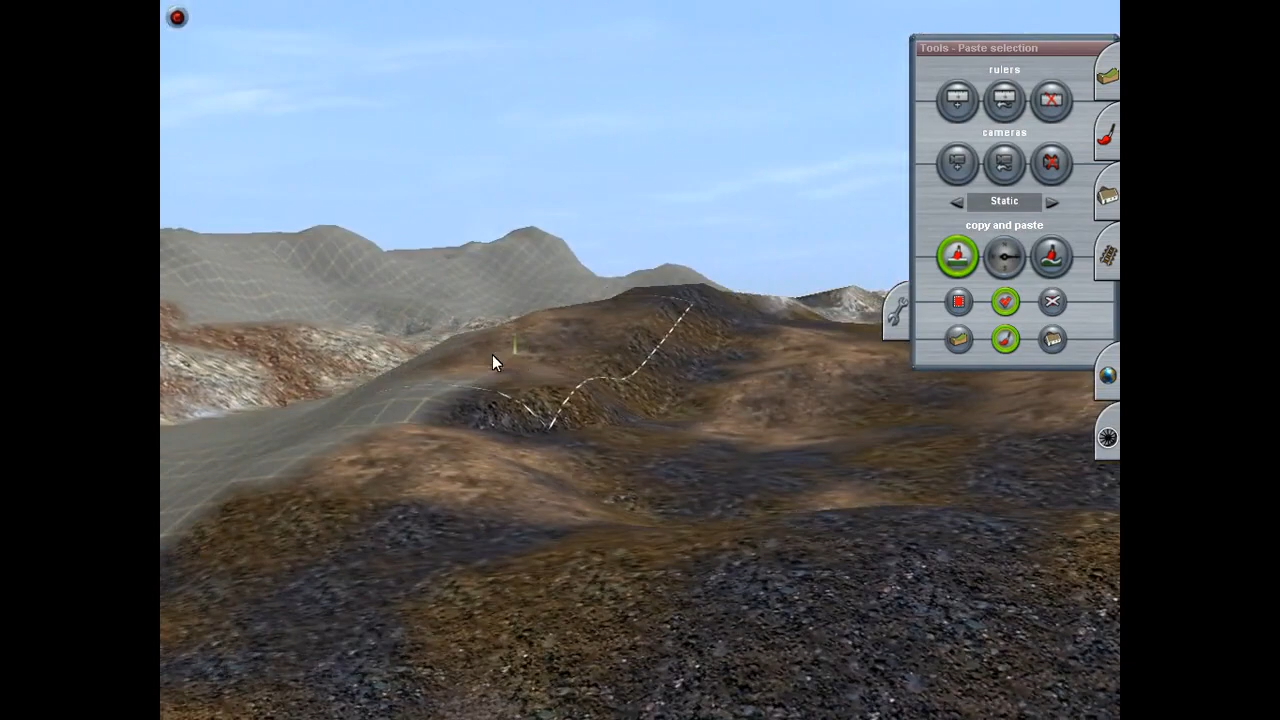 Tools - Paste selection
rulers
cameras
Static
copy and paste